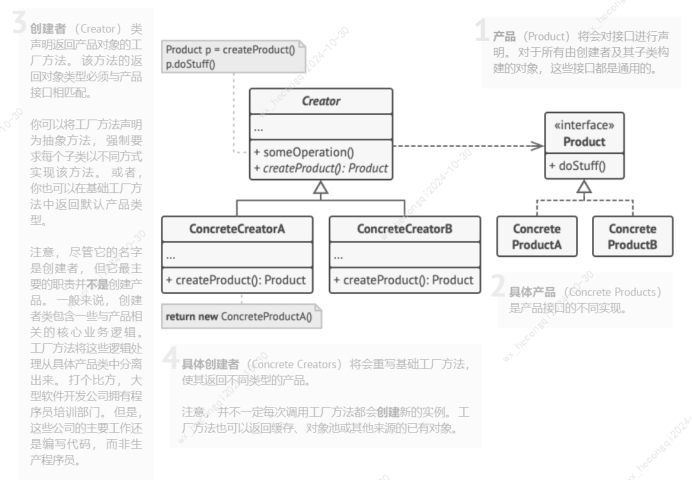 3
创建者 （Creator） 类
声明返回产品对象的工
厂方法。 该方法的返
回对象类型必须与产品
接口相匹配。
你可以将工厂方法声明
为抽象方法， 强制要
求每个子类以不同方式
实现该方法。 或者，
你也可以在基础工厂方
法中返回默认产品类
型。
注意， 尽管它的名字
是创建者， 但它最主
要的职责并不是创建产
品。 一般来说， 创建
者类包含一些与产品相
关的核心业务逻辑。
工厂方法将这些逻辑处
理从具体产品类中分离
出来。 打个比方， 大
型软件开发公司拥有程
序员培训部门。 但是，
这些公司的主要工作还
是编写代码， 而非生
产程序员。
Product p = createProduct()
p.doStuff()
Creator
...
+ someOperation()
+ createProduct(): Product
1
产品 （Product） 将会对接口进行声
明。 对于所有由创建者及其子类构
建的对象， 这些接口都是通用的。
«interface»
Product
+ doStuff()
ConcreteCreatorA
...
+ createProduct(): Product
ConcreteCreatorB
...
+ createProduct(): Product
Concrete
ProductA
Concrete
ProductB
return new ConcreteProductA()
2
具体产品 （Concrete Products）
是产品接口的不同实现。
4
具体创建者 （Concrete Creators） 将会重写基础工厂方法，
使其返回不同类型的产品。
注意， 并不一定每次调用工厂方法都会创建新的实例。 工
厂方法也可以返回缓存、 对象池或其他来源的已有对象。